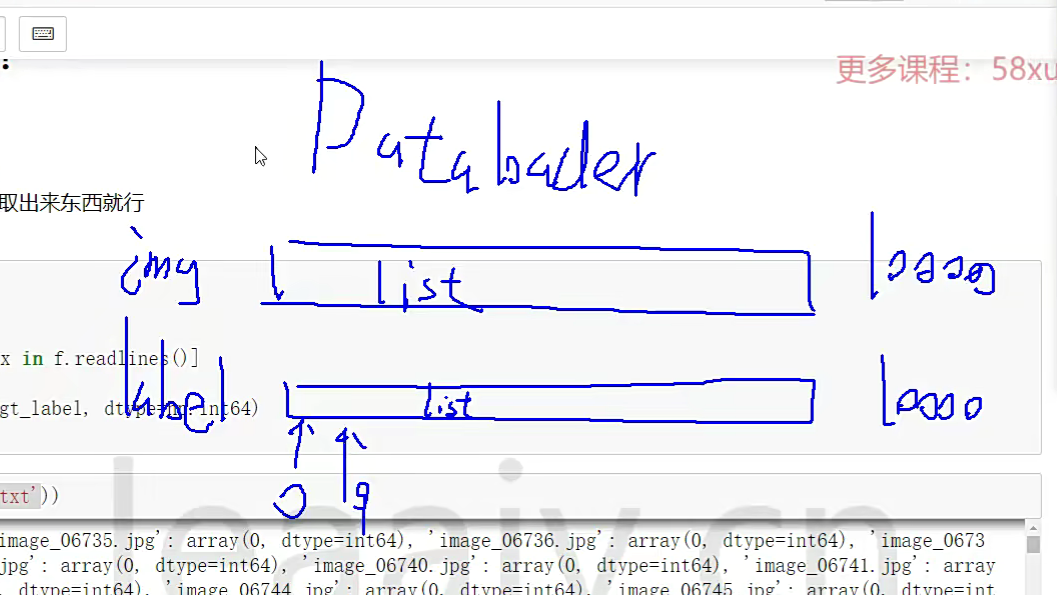 更多课程：58xu
Dataloader
取出来东西就行
img list 10000
x in f.readlines()]
label list 10000
gt_label, dtype=np.int64)
0 9
txt'))
image_06735.jpg': array(0, dtype=int64), 'image_06736.jpg': array(0, dtype=int64), 'image_0673
jpg': array(0, dtype=int64), 'image_06740.jpg': array(0, dtype=int64), 'image_06741.jpg': array
, dtype=int64), 'image_06744.jpg': array(0, dtype=int64), 'image_06745.jpg': array(0, dtype=int